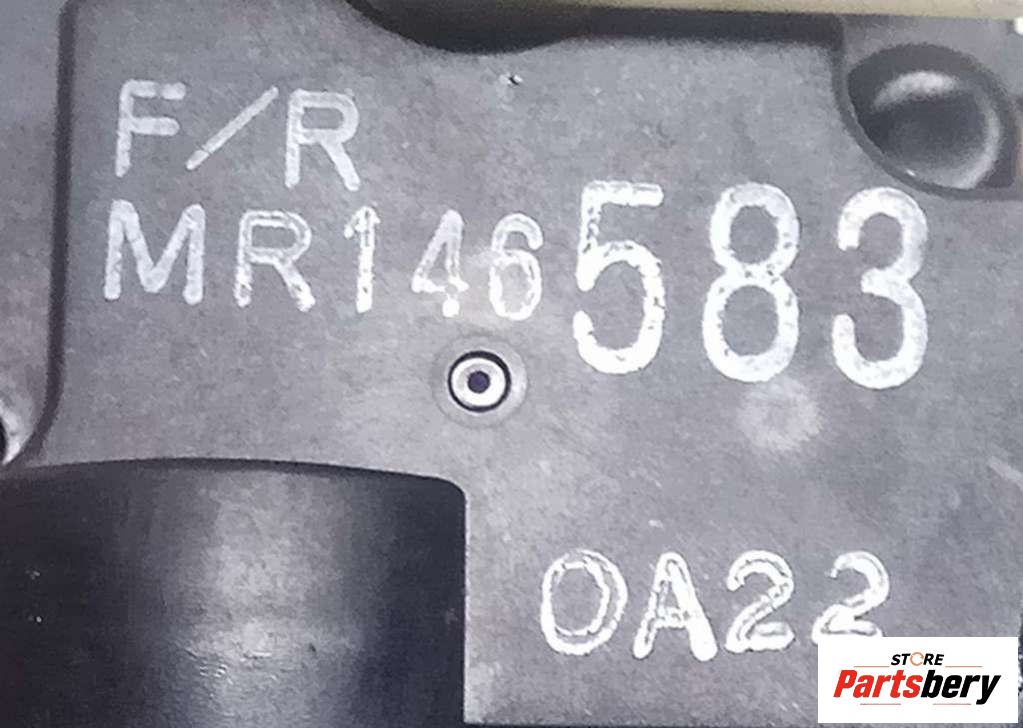 F/R
MR146583
0A22
STORE
Partsbery